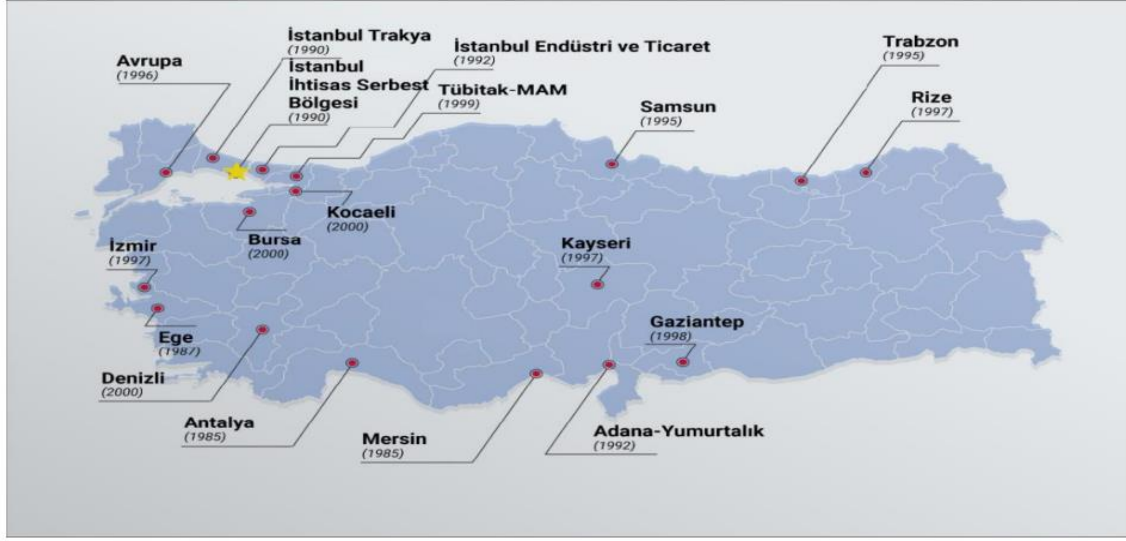 İstanbul Trakya
(1990)
İstanbul Endüstri ve Ticaret
(1992)
Trabzon
(1995)
Avrupa
(1996)
İstanbul
İhtisas Serbest
Bölgesi
(1990)
Tübitak-MAM
(1999)
Samsun
(1995)
Rize
(1997)
Kocaeli
(2000)
Bursa
(2000)
İzmir
(1997)
Kayseri
(1997)
Ege
(1987)
Gaziantep
(1998)
Denizli
(2000)
Antalya
(1985)
Mersin
(1985)
Adana-Yumurtalık
(1992)